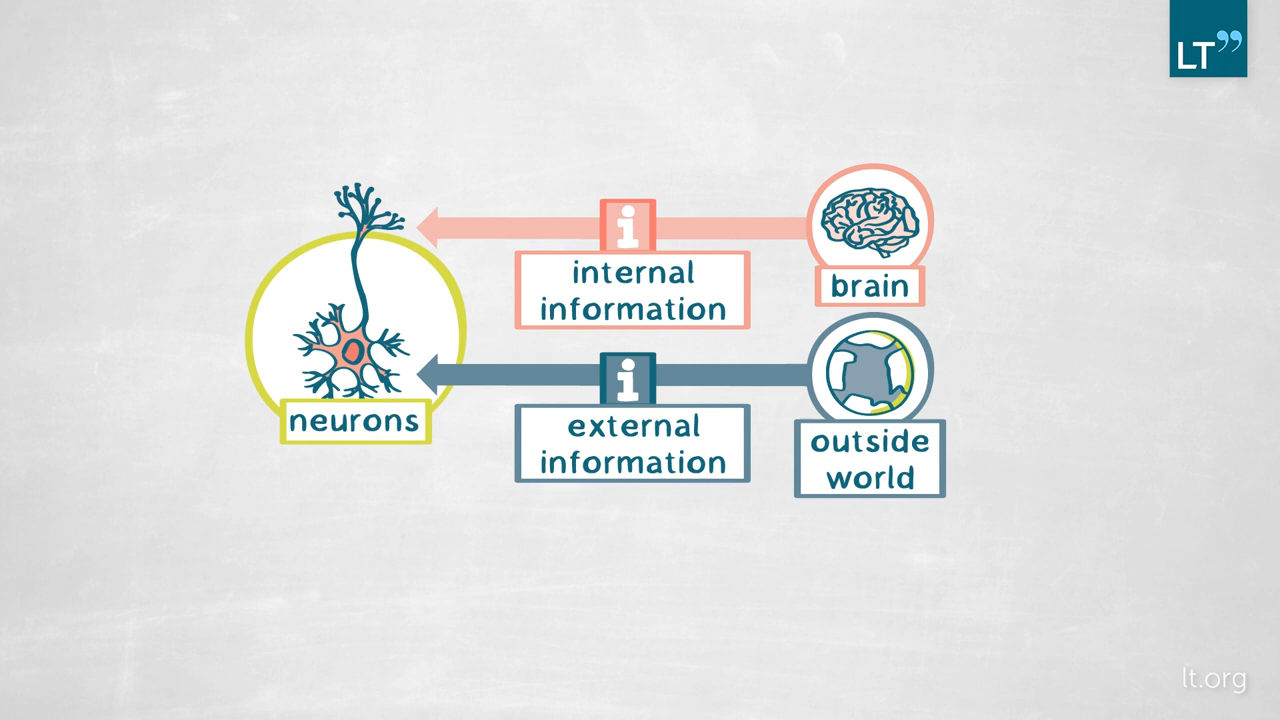 LT”
internal
information
brain
neurons
external
information
outside
world
lt.org